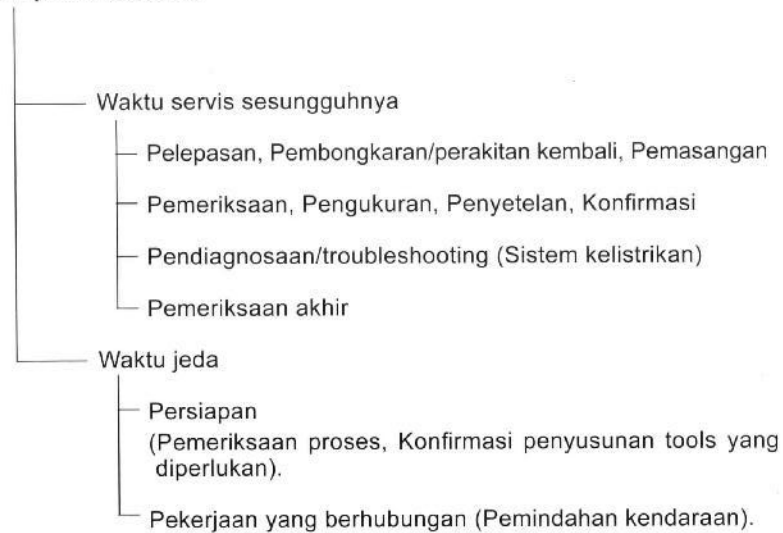 Waktu servis sesungguhnya
Pelepasan, Pembongkaran/perakitan kembali, Pemasangan
Pemeriksaan, Pengukuran, Penyetelan, Konfirmasi
Pendiagnosaan/troubleshooting (Sistem kelistrikan)
Pemeriksaan akhir
Waktu jeda
Persiapan
(Pemeriksaan proses, Konfirmasi penyusunan tools yang
diperlukan).
Pekerjaan yang berhubungan (Pemindahan kendaraan).